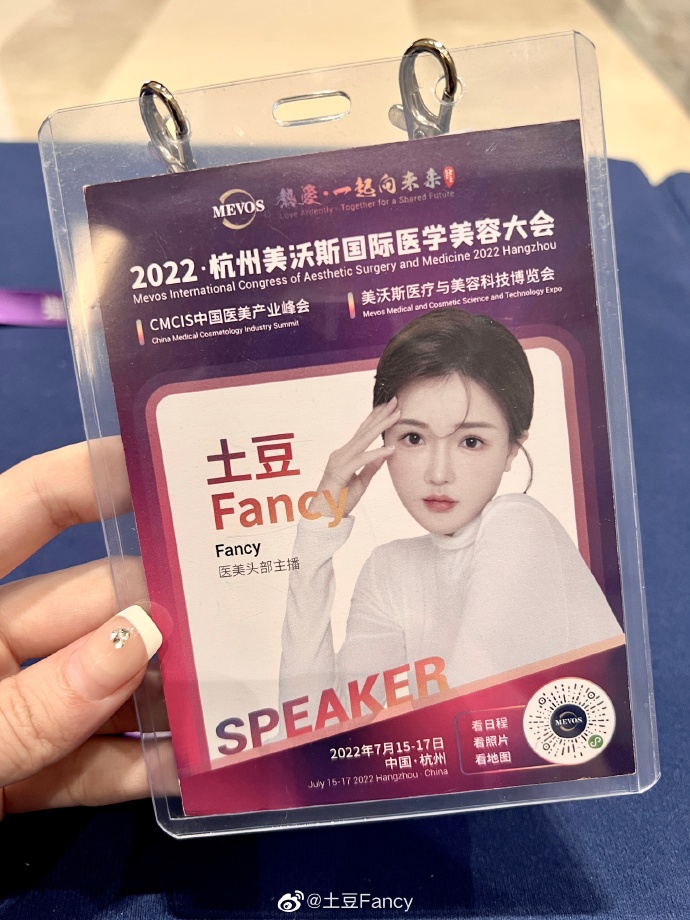 MEVOS
熱愛·一起向未来
Love Ardently · Together for a Shared Future
2022·杭州美沃斯国际医学美容大会
Mevos International Congress of Aesthetic Surgery and Medicine 2022 Hangzhou
CMCIS中国医美产业峰会
China Medical Cosmetology Industry Summit
美沃斯医疗与美容科技博览会
Mevos Medical and Cosmetic Science and Technology Expo
土豆
Fancy
Fancy
医美头部主播
SPEAKER
2022年7月15-17日
中国·杭州
July 15-17 2022 Hangzhou · China
看日程
看照片
看地图
MEVOS
@土豆Fancy